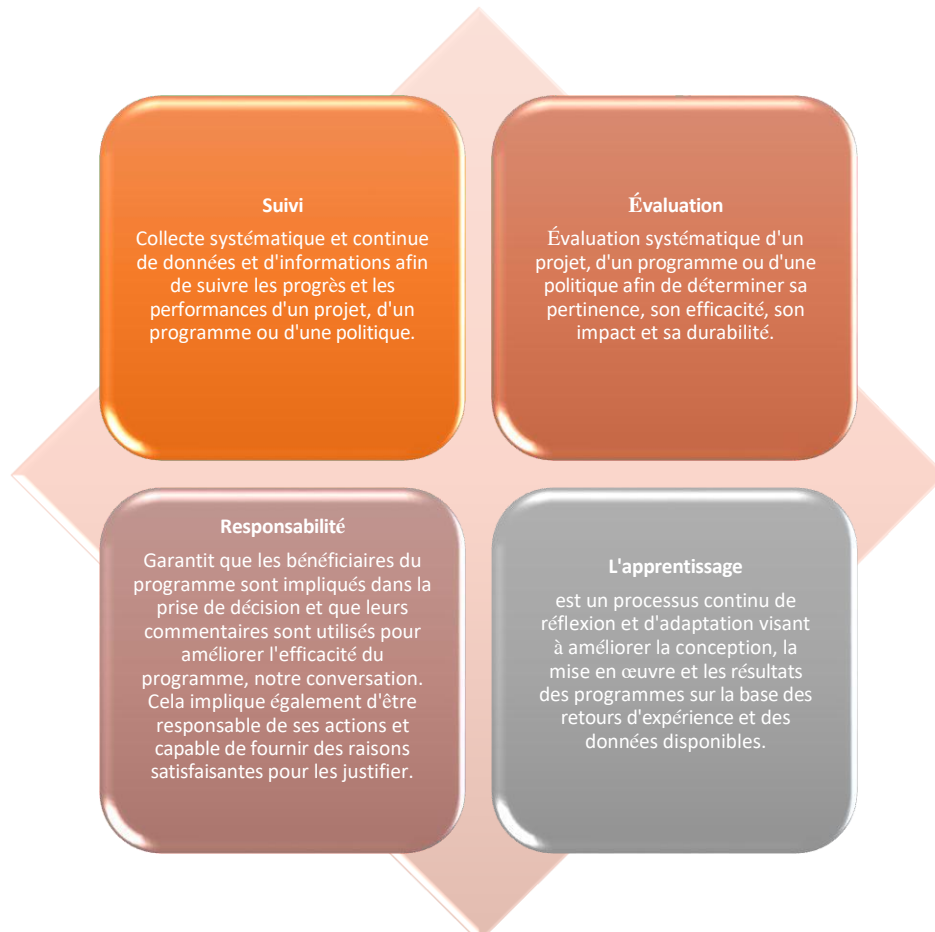 Suivi
Collecte systématique et continue
de données et d'informations afin
de suivre les progrès et les
performances d'un projet, d'un
programme ou d'une politique.
Évaluation
Évaluation systématique d'un
projet, d'un programme ou d'une
politique afin de déterminer sa
pertinence, son efficacité, son
impact et sa durabilité.
Responsabilité
Garantit que les bénéficiaires du
programme sont impliqués dans la
prise de décision et que leurs
commentaires sont utilisés pour
améliorer l'efficacité du
programme, notre conversation.
Cela implique également d'être
responsable de ses actions et
capable de fournir des raisons
satisfaisantes pour les justifier.
L'apprentissage
est un processus continu de
réflexion et d'adaptation visant
à améliorer la conception, la
mise en œuvre et les résultats
des programmes sur la base des
retours d'expérience et des
données disponibles.